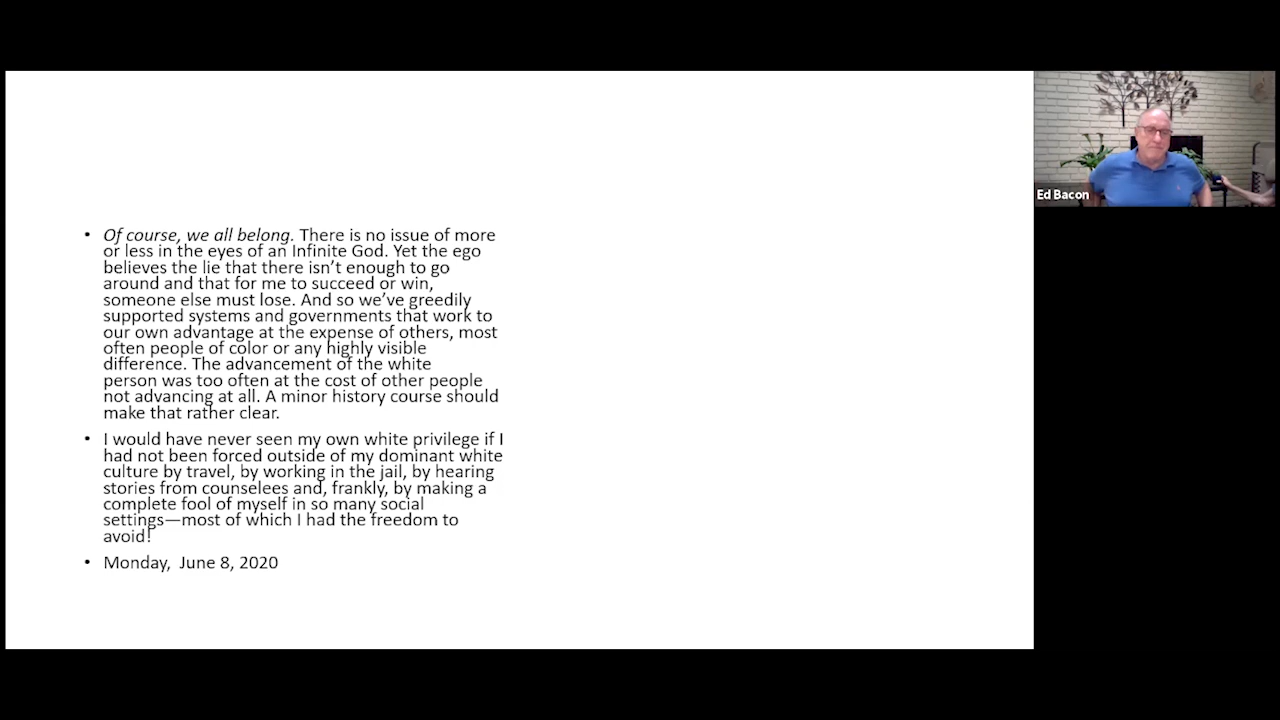 • Of course, we all belong. There is no issue of more
or less in the eyes of an Infinite God. Yet the ego
believes the lie that there isn’t enough to go
around and that for me to succeed or win,
someone else must lose. And so we’ve greedily
supported systems and governments that work to
our own advantage at the expense of others, most
often people of color or any highly visible
difference. The advancement of the white
person was too often at the cost of other people
not advancing at all. A minor history course should
make that rather clear.
• I would have never seen my own white privilege if I
had not been forced outside of my dominant white
culture by travel, by working in the jail, by hearing
stories from counselees and, frankly, by making a
complete fool of myself in so many social
settings—most of which I had the freedom to
avoid!
• Monday,  June 8, 2020
Ed Bacon